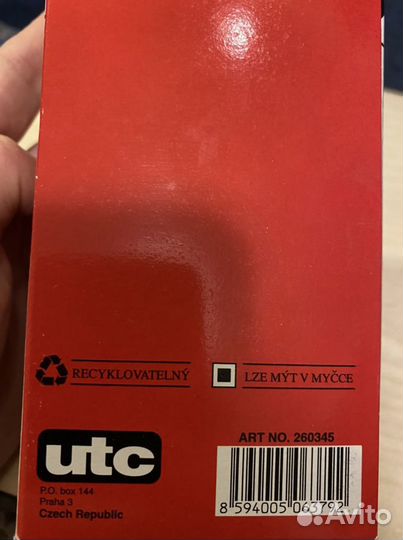 RECYKLOVATELNÝ
LZE MÝT V MYČCE
utc
P.O. box 144
Praha 3
Czech Republic
ART NO. 260345
8 594005 063792
Avito